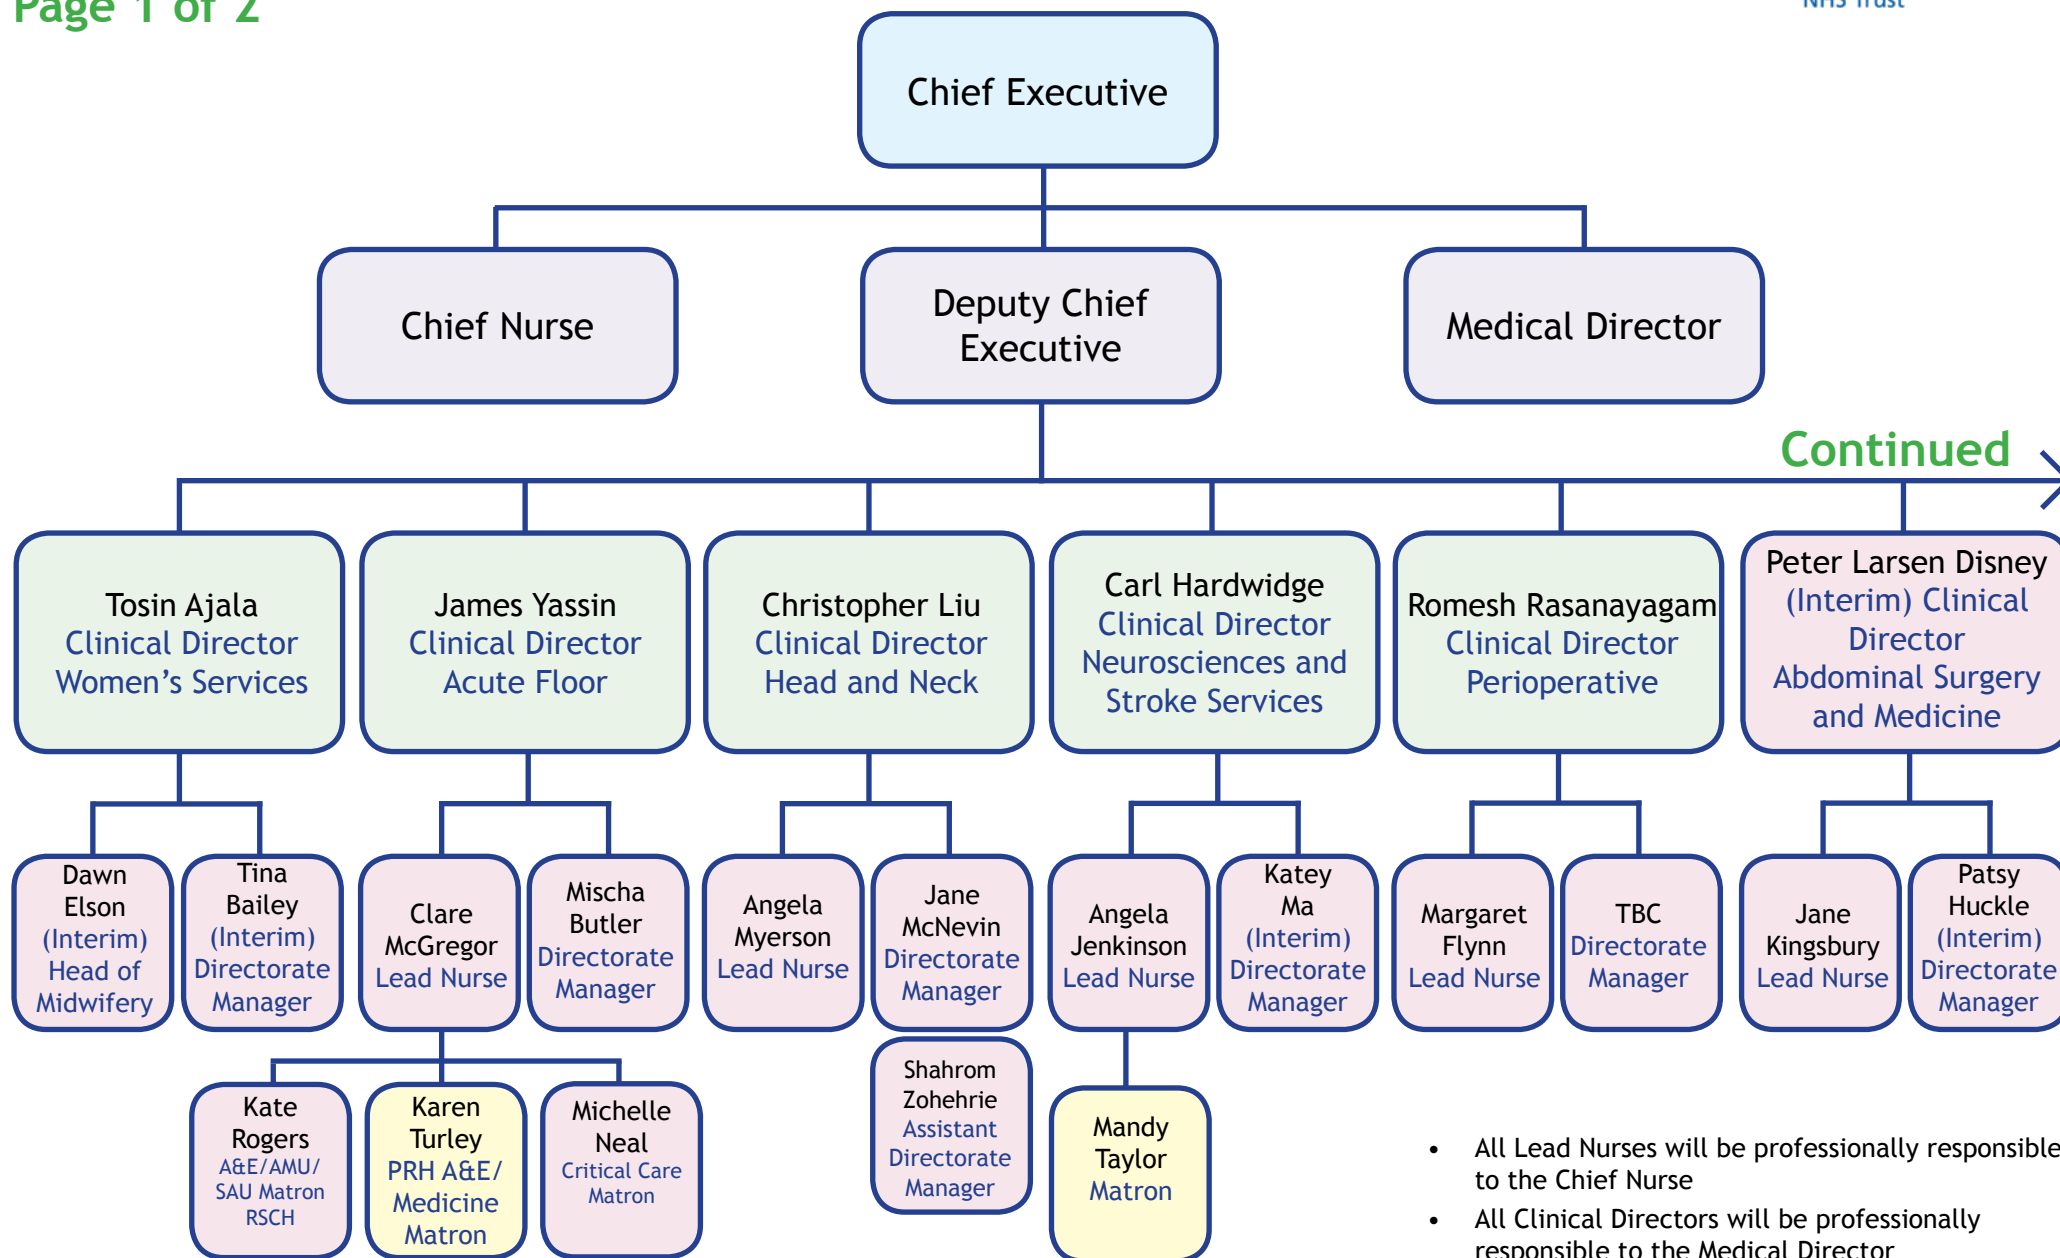 Page 1 of 2
NHS Trust
Chief Executive
Chief Nurse
Deputy Chief
Executive
Medical Director
Continued
Tosin Ajala
Clinical Director
Women’s Services
James Yassin
Clinical Director
Acute Floor
Christopher Liu
Clinical Director
Head and Neck
Carl Hardwidge
Clinical Director
Neurosciences and
Stroke Services
Romesh Rasanayagam
Clinical Director
Perioperative
Peter Larsen Disney
(Interim) Clinical
Director
Abdominal Surgery
and Medicine
Dawn
Elson
(Interim)
Head of
Midwifery
Tina
Bailey
(Interim)
Directorate
Manager
Clare
McGregor
Lead Nurse
Mischa
Butler
Directorate
Manager
Angela
Myerson
Lead Nurse
Jane
McNevin
Directorate
Manager
Angela
Jenkinson
Lead Nurse
Katey
Ma
(Interim)
Directorate
Manager
Margaret
Flynn
Lead Nurse
TBC
Directorate
Manager
Jane
Kingsbury
Lead Nurse
Patsy
Huckle
(Interim)
Directorate
Manager
Kate
Rogers
A&E/AMU/
SAU Matron
RSCH
Karen
Turley
PRH A&E/
Medicine
Matron
Michelle
Neal
Critical Care
Matron
Shahrom
Zohehrie
Assistant
Directorate
Manager
Mandy
Taylor
Matron
• All Lead Nurses will be professionally responsible
to the Chief Nurse
• All Clinical Directors will be professionally
responsible to the Medical Director